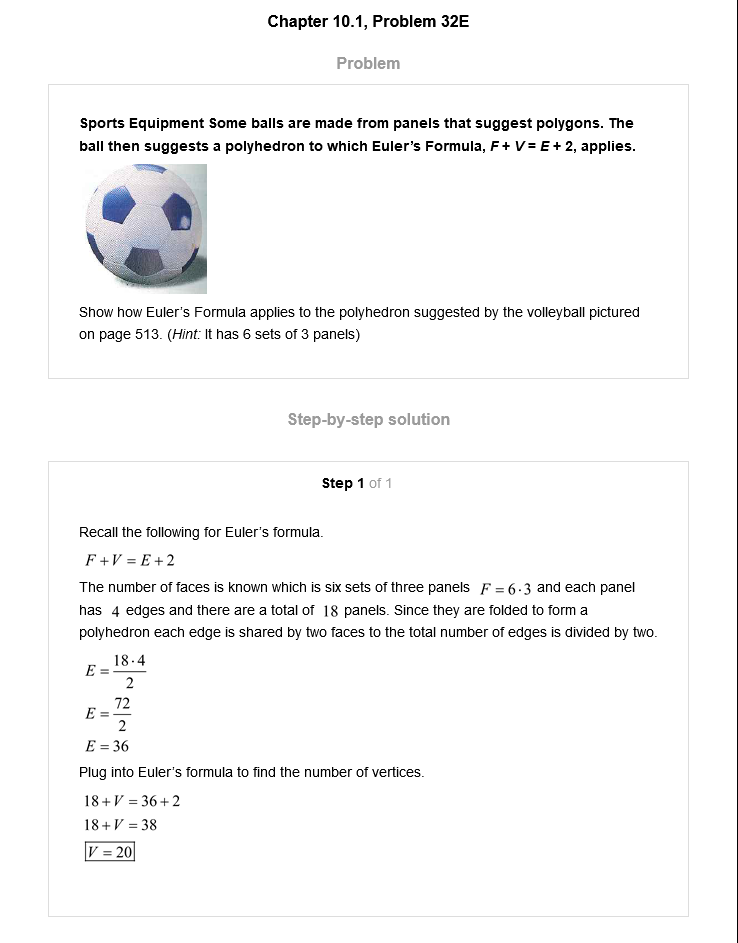 Chapter 10.1, Problem 32E
Problem
Sports Equipment Some balls are made from panels that suggest polygons. The
ball then suggests a polyhedron to which Euler's Formula, F + V = E + 2, applies.
Show how Euler's Formula applies to the polyhedron suggested by the volleyball pictured
on page 513. (Hint: It has 6 sets of 3 panels)
Step-by-step solution
Step 1 of 1
Recall the following for Euler's formula.
F + V = E + 2
The number of faces is known which is six sets of three panels F = 6·3 and each panel
has 4 edges and there are a total of 18 panels. Since they are folded to form a
polyhedron each edge is shared by two faces to the total number of edges is divided by two.
E = 18·4 / 2
E = 72 / 2
E = 36
Plug into Euler's formula to find the number of vertices.
18 + V = 36 + 2
18 + V = 38
V = 20